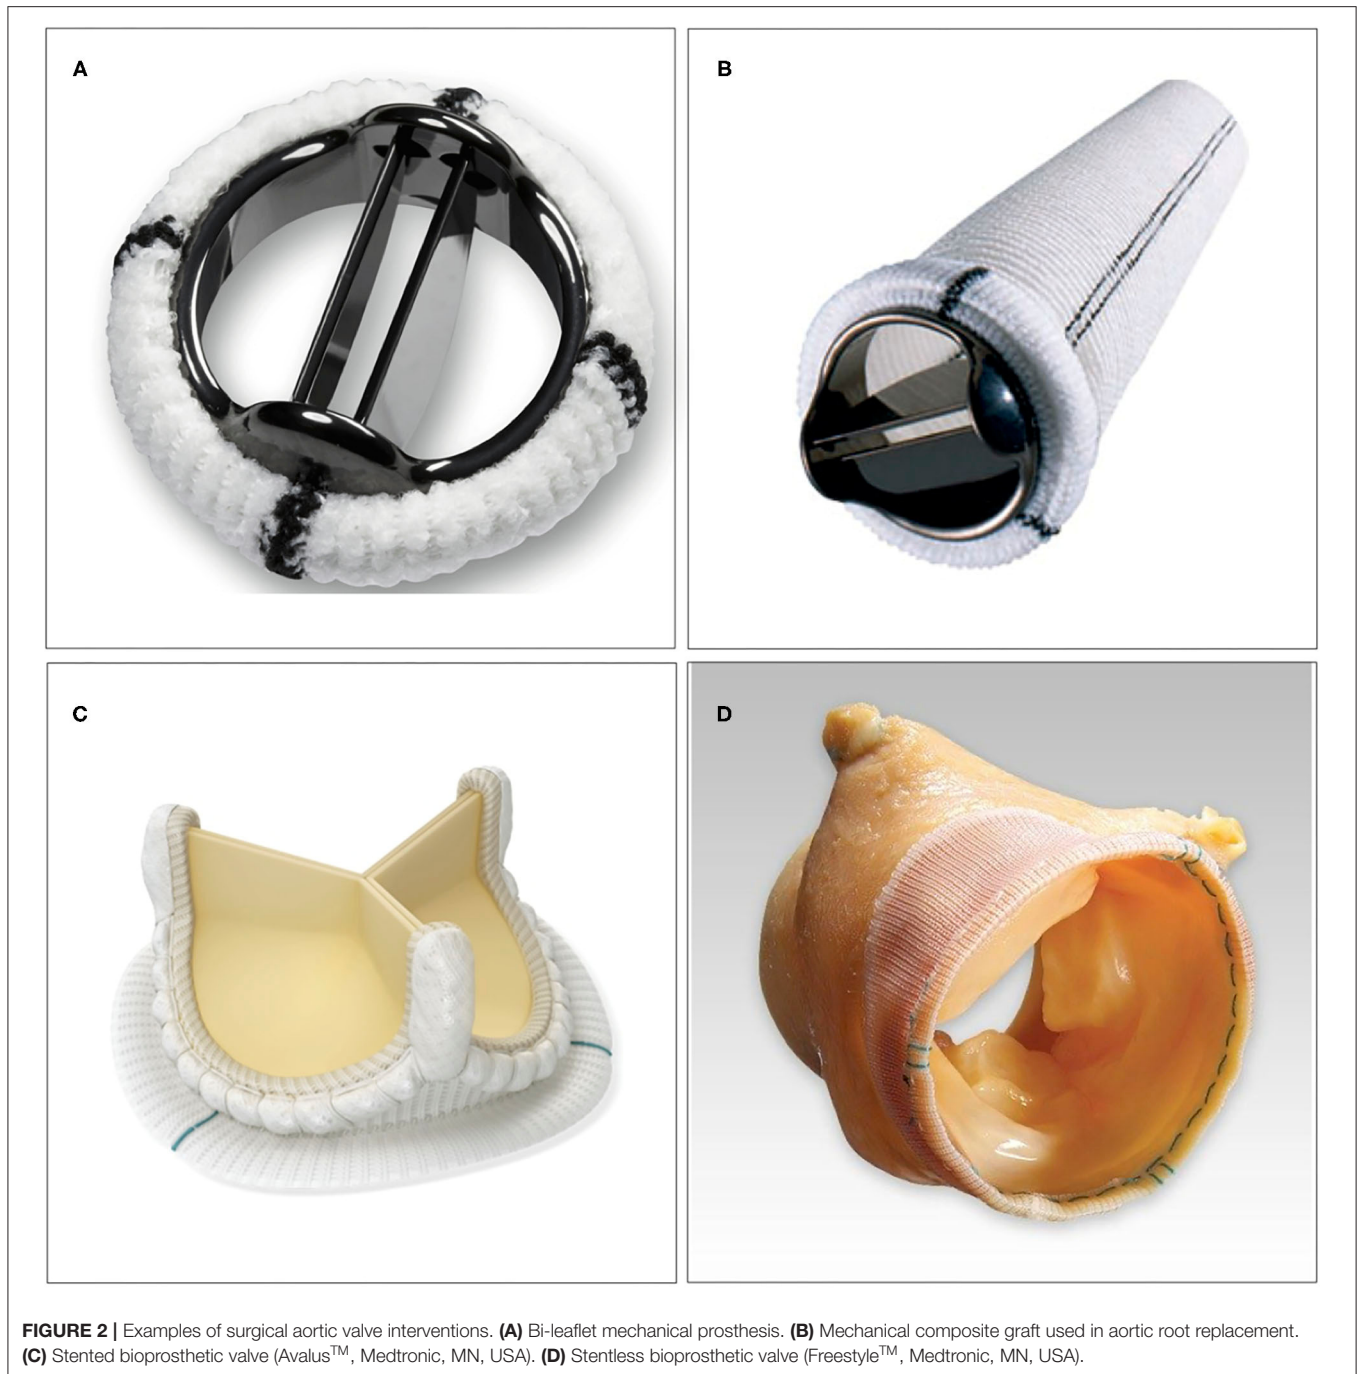 A
B
C
D
FIGURE 2 | Examples of surgical aortic valve interventions. (A) Bi-leaflet mechanical prosthesis. (B) Mechanical composite graft used in aortic root replacement.
(C) Stented bioprosthetic valve (Avalus™, Medtronic, MN, USA). (D) Stentless bioprosthetic valve (Freestyle™, Medtronic, MN, USA).